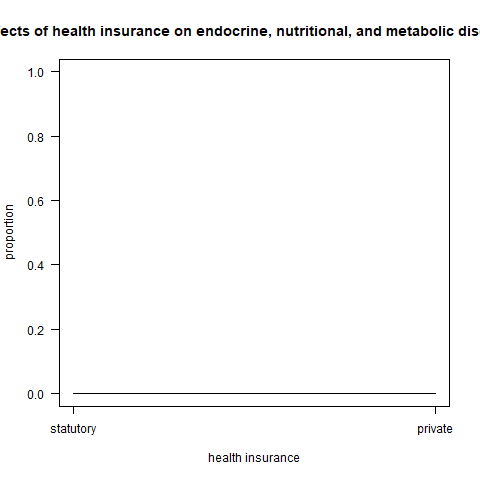 ects of health insurance on endocrine, nutritional, and metabolic dis
1.0
0.8
0.6
0.4
0.2
0.0
proportion
statutory private
health insurance